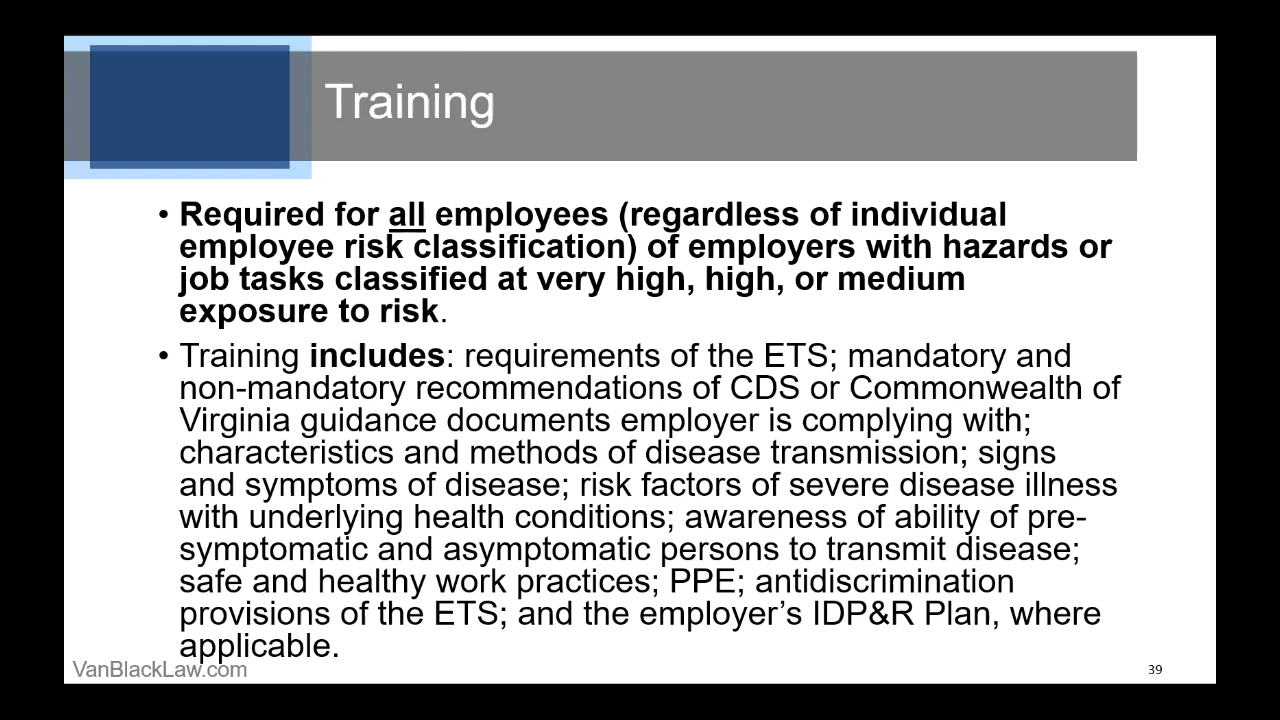 Training
• Required for all employees (regardless of individual
employee risk classification) of employers with hazards or
job tasks classified at very high, high, or medium
exposure to risk.
• Training includes: requirements of the ETS; mandatory and
non-mandatory recommendations of CDS or Commonwealth of
Virginia guidance documents employer is complying with;
characteristics and methods of disease transmission; signs
and symptoms of disease; risk factors of severe disease illness
with underlying health conditions; awareness of ability of pre-
symptomatic and asymptomatic persons to transmit disease;
safe and healthy work practices; PPE; antidiscrimination
provisions of the ETS; and the employer’s IDP&R Plan, where
applicable.
VanBlackLaw.com
39